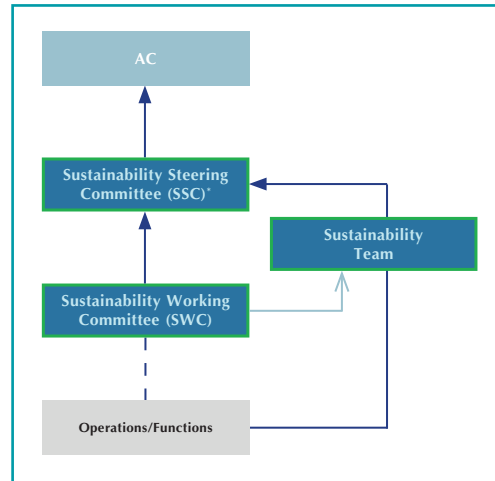 AC
Sustainability Steering
Committee (SSC)*
Sustainability
Team
Sustainability Working
Committee (SWC)
Operations/Functions